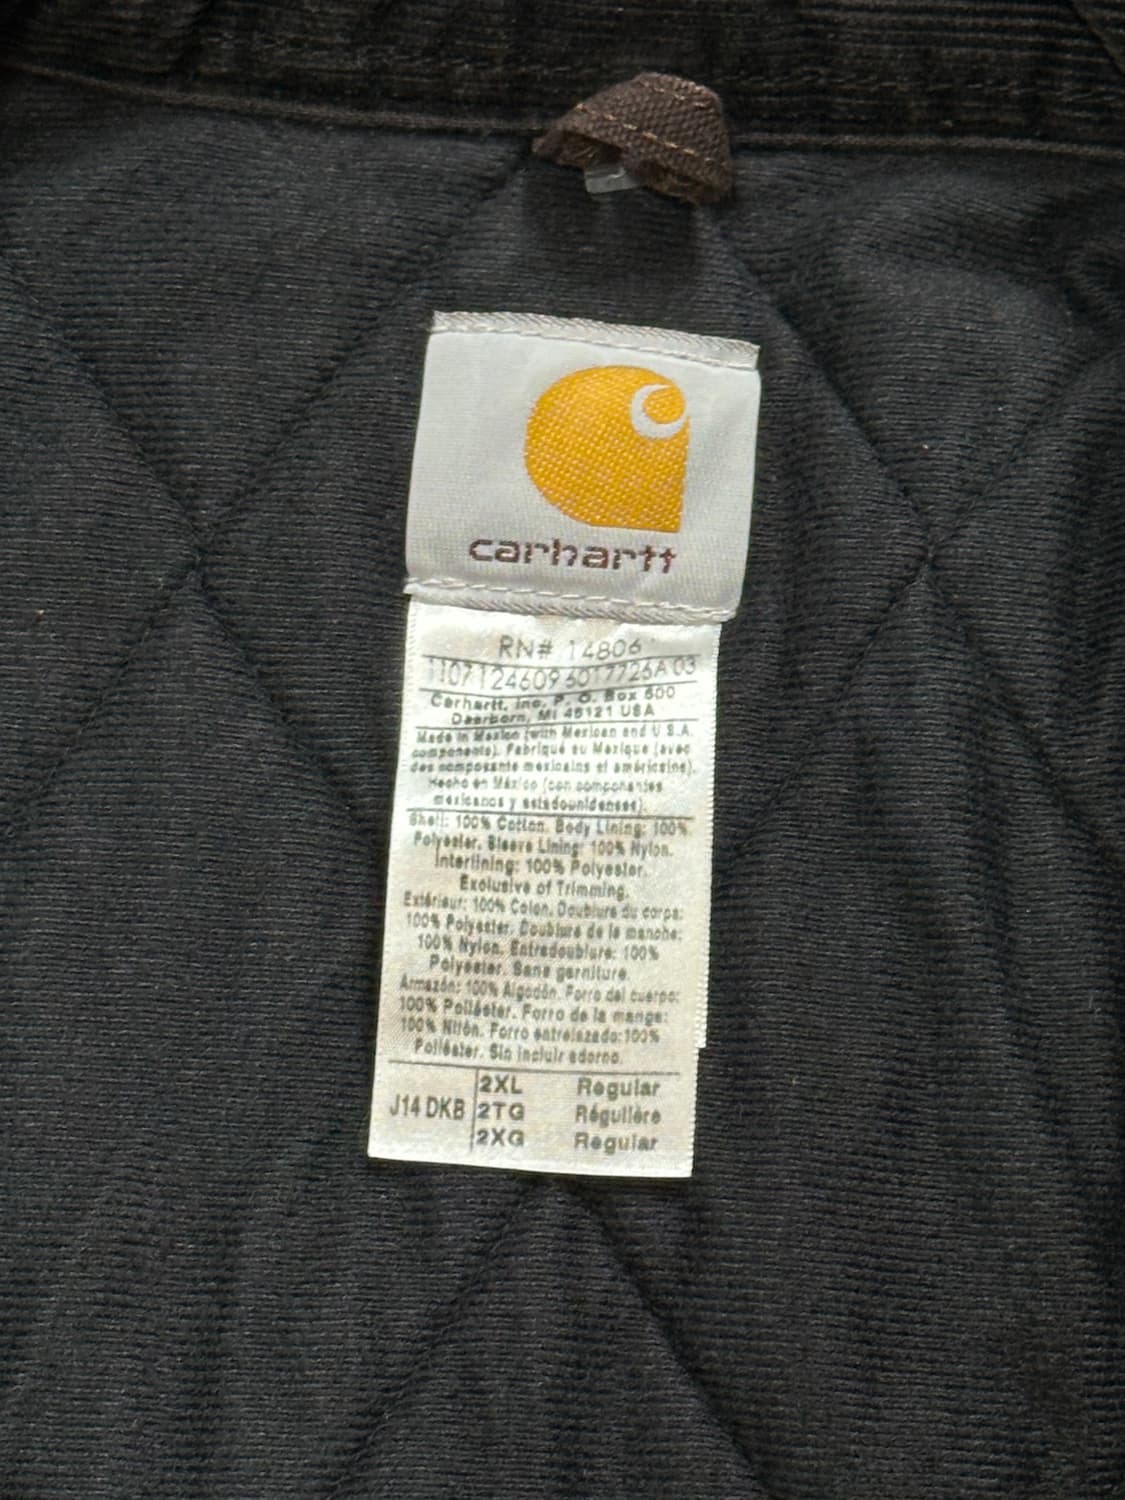 carhartt
RN# 14806
1107124609 6017726A 03
Carhartt, Inc. P. O. Box 600
Dearborn, MI 48121 USA
Made in Mexico (with Mexican and U.S.A.
components). Fabriqué au Mexique (avec
des composants mexicains et américains).
Hecho en México (con componentes
mexicanos y estadounidenses).
Shell: 100% Cotton. Body Lining: 100%
Polyester. Sleeve Lining: 100% Nylon.
Interlining: 100% Polyester.
Exclusive of Trimming.
Extérieur: 100% Coton. Doublure du corps:
100% Polyester. Doublure de la manche:
100% Nylon. Entredoublure: 100%
Polyester. Sans garniture.
Armazón: 100% Algodón. Forro del cuerpo:
100% Poliéster. Forro de la manga:
100% Nilón. Forro entrelazado: 100%
Poliéster. Sin incluir adorno.
2XL Regular
J14 DKB 2TG Régulière
2XG Regular